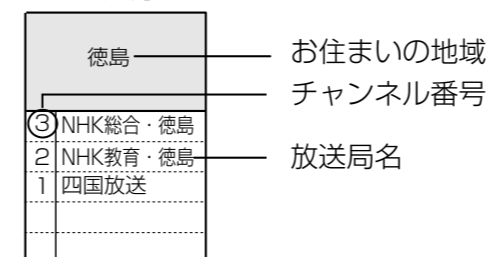 徳島
お住まいの地域
チャンネル番号
3 NHK総合・徳島
2 NHK教育・徳島
放送局名
1 四国放送